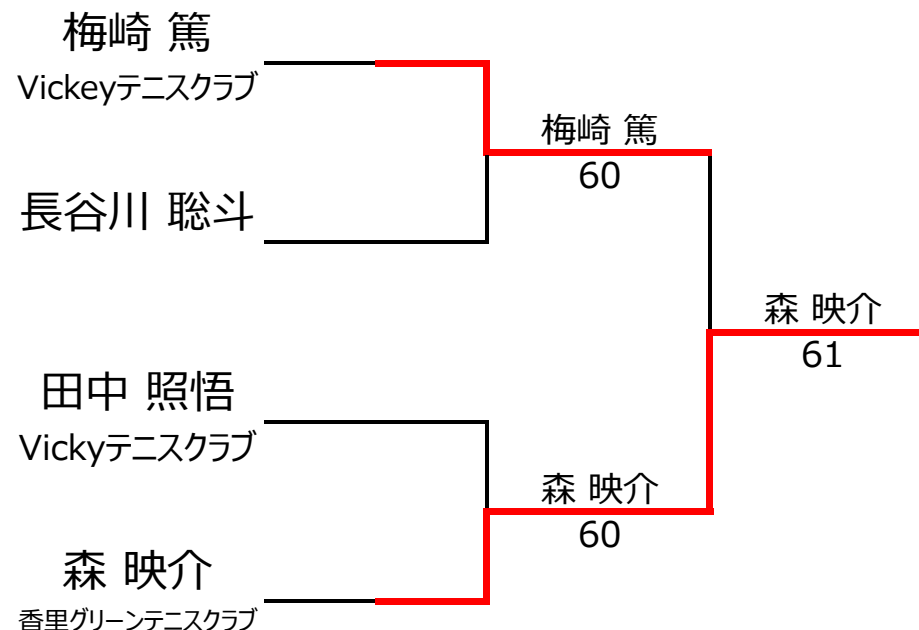 梅崎 篤
Vickeyテニスクラブ
梅崎 篤
60
長谷川 聡斗
森 映介
61
田中 照悟
Vickyテニスクラブ
森 映介
60
森 映介
香里グリーンテニスクラブ